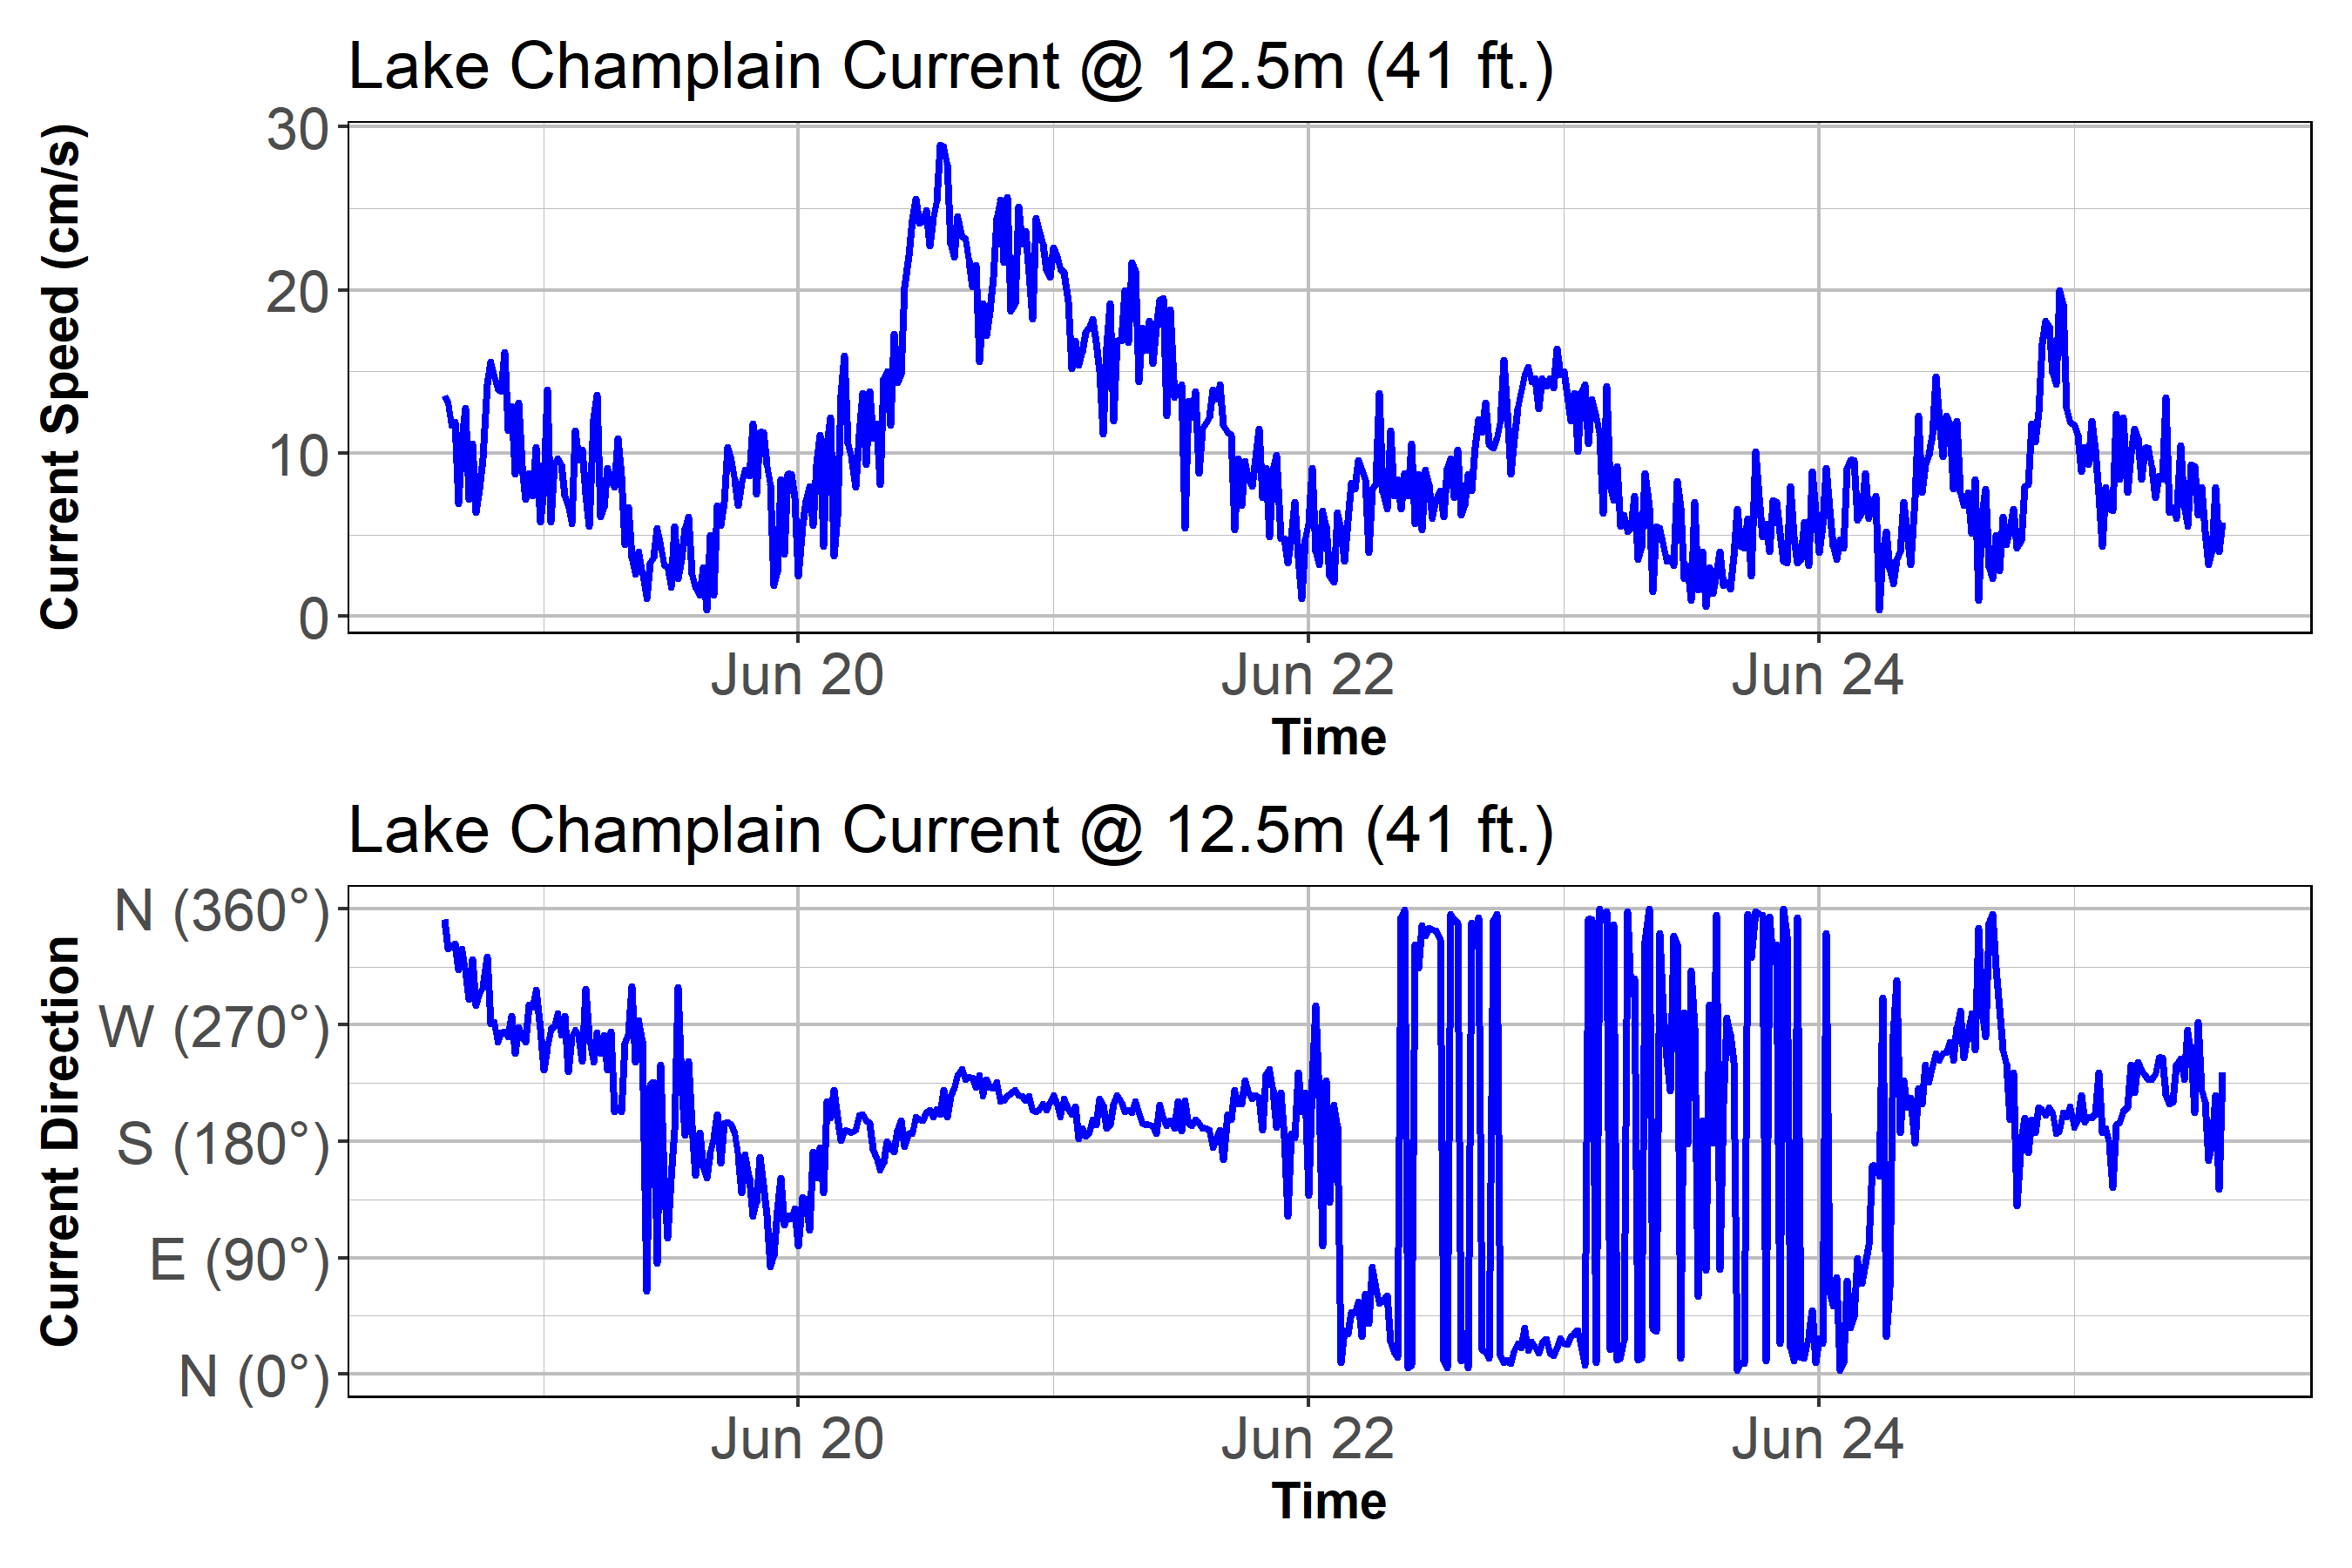 Lake Champlain Current @ 12.5m (41 ft.)
Current Speed (cm/s)
30
20
10
0
Jun 20 Jun 22 Jun 24
Time
Lake Champlain Current @ 12.5m (41 ft.)
Current Direction
N (360°)
W (270°)
S (180°)
E (90°)
N (0°)
Jun 20 Jun 22 Jun 24
Time